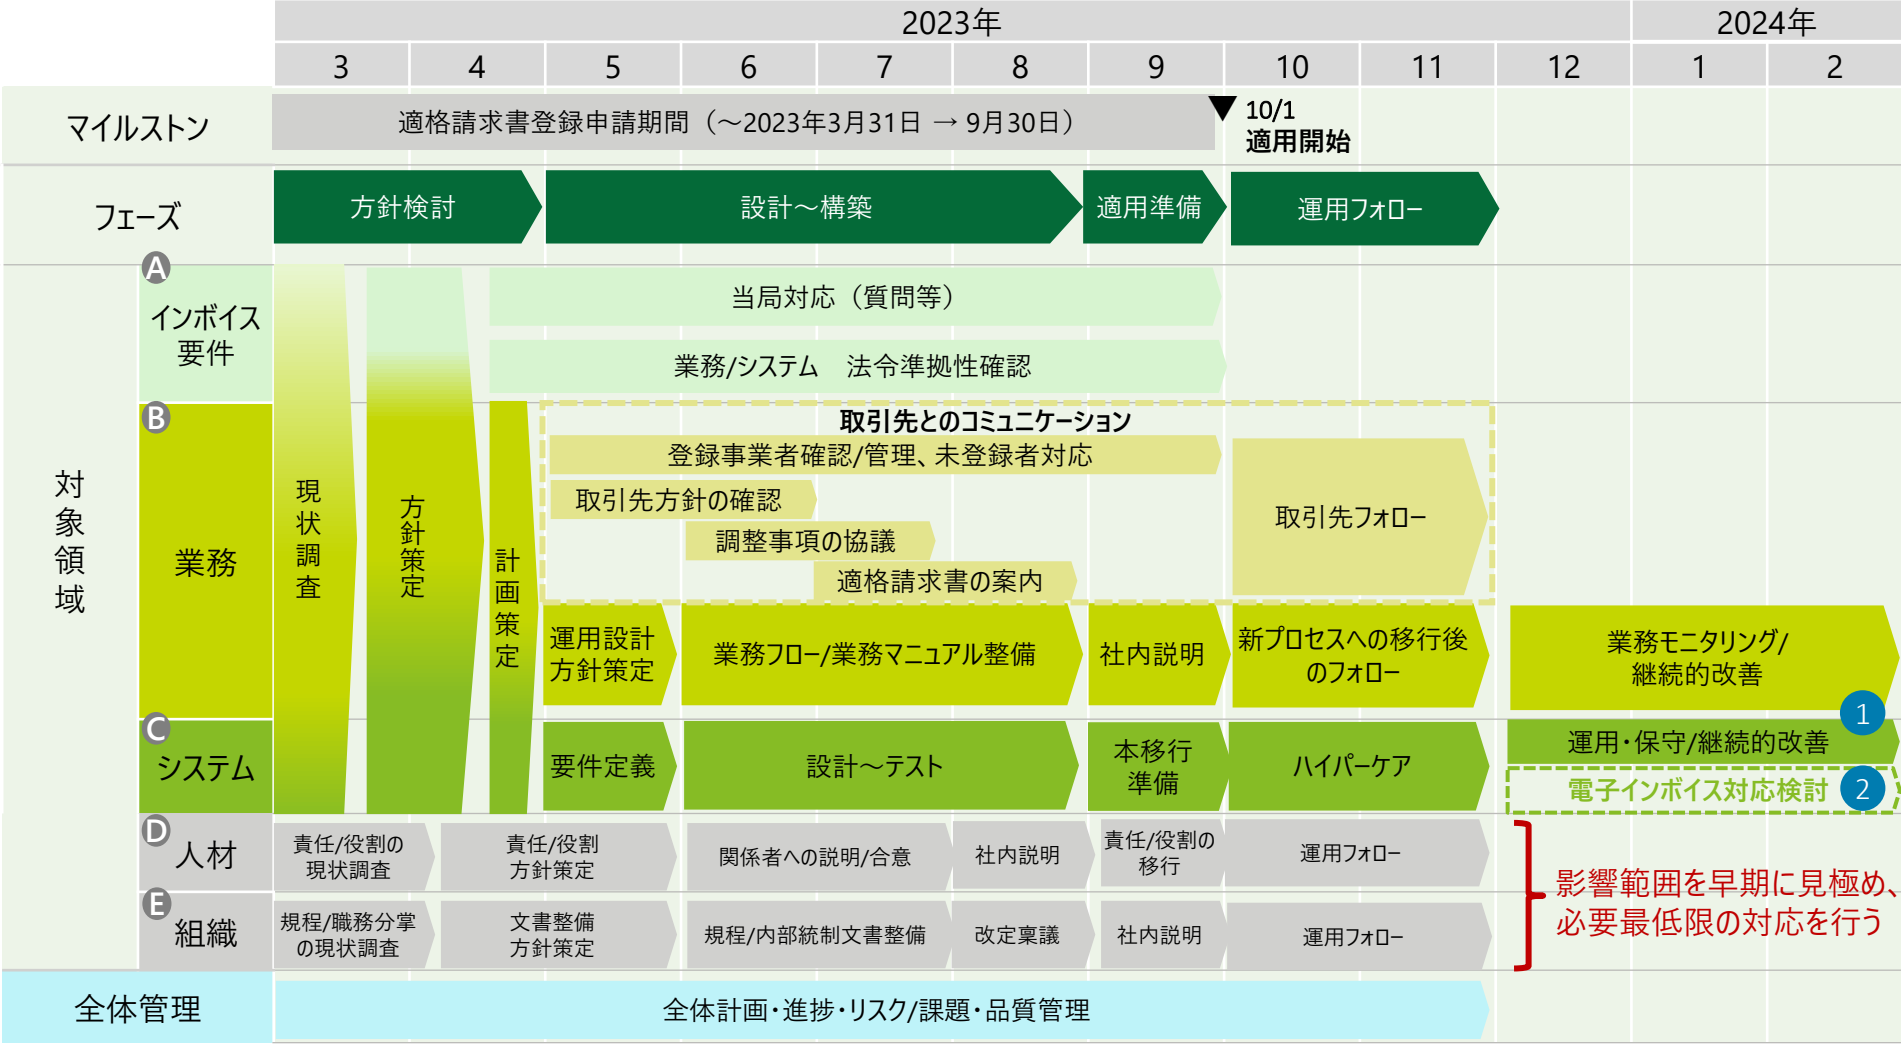 2023年
2024年
3
4
5
6
7
8
9
10
11
12
1
2
マイルストン
適格請求書登録申請期間（～2023年3月31日 → 9月30日）
10/1
適用開始
フェーズ
方針検討
設計～構築
適用準備
運用フォロー
対象領域
A
インボイス
要件
当局対応（質問等）
業務/システム　法令準拠性確認
現状調査
方針策定
計画策定
B
業務
取引先とのコミュニケーション
登録事業者確認/管理、未登録者対応
取引先方針の確認
調整事項の協議
適格請求書の案内
取引先フォロー
運用設計
方針策定
業務フロー/業務マニュアル整備
社内説明
新プロセスへの移行後
のフォロー
業務モニタリング/
継続的改善
1
C
システム
要件定義
設計～テスト
本移行
準備
ハイパーケア
運用・保守/継続的改善
電子インボイス対応検討
2
D
人材
責任/役割の
現状調査
責任/役割
方針策定
関係者への説明/合意
社内説明
責任/役割の
移行
運用フォロー
E
組織
規程/職務分掌
の現状調査
文書整備
方針策定
規程/内部統制文書整備
改定稟議
社内説明
運用フォロー
影響範囲を早期に見極め、
必要最低限の対応を行う
全体管理
全体計画・進捗・リスク/課題・品質管理